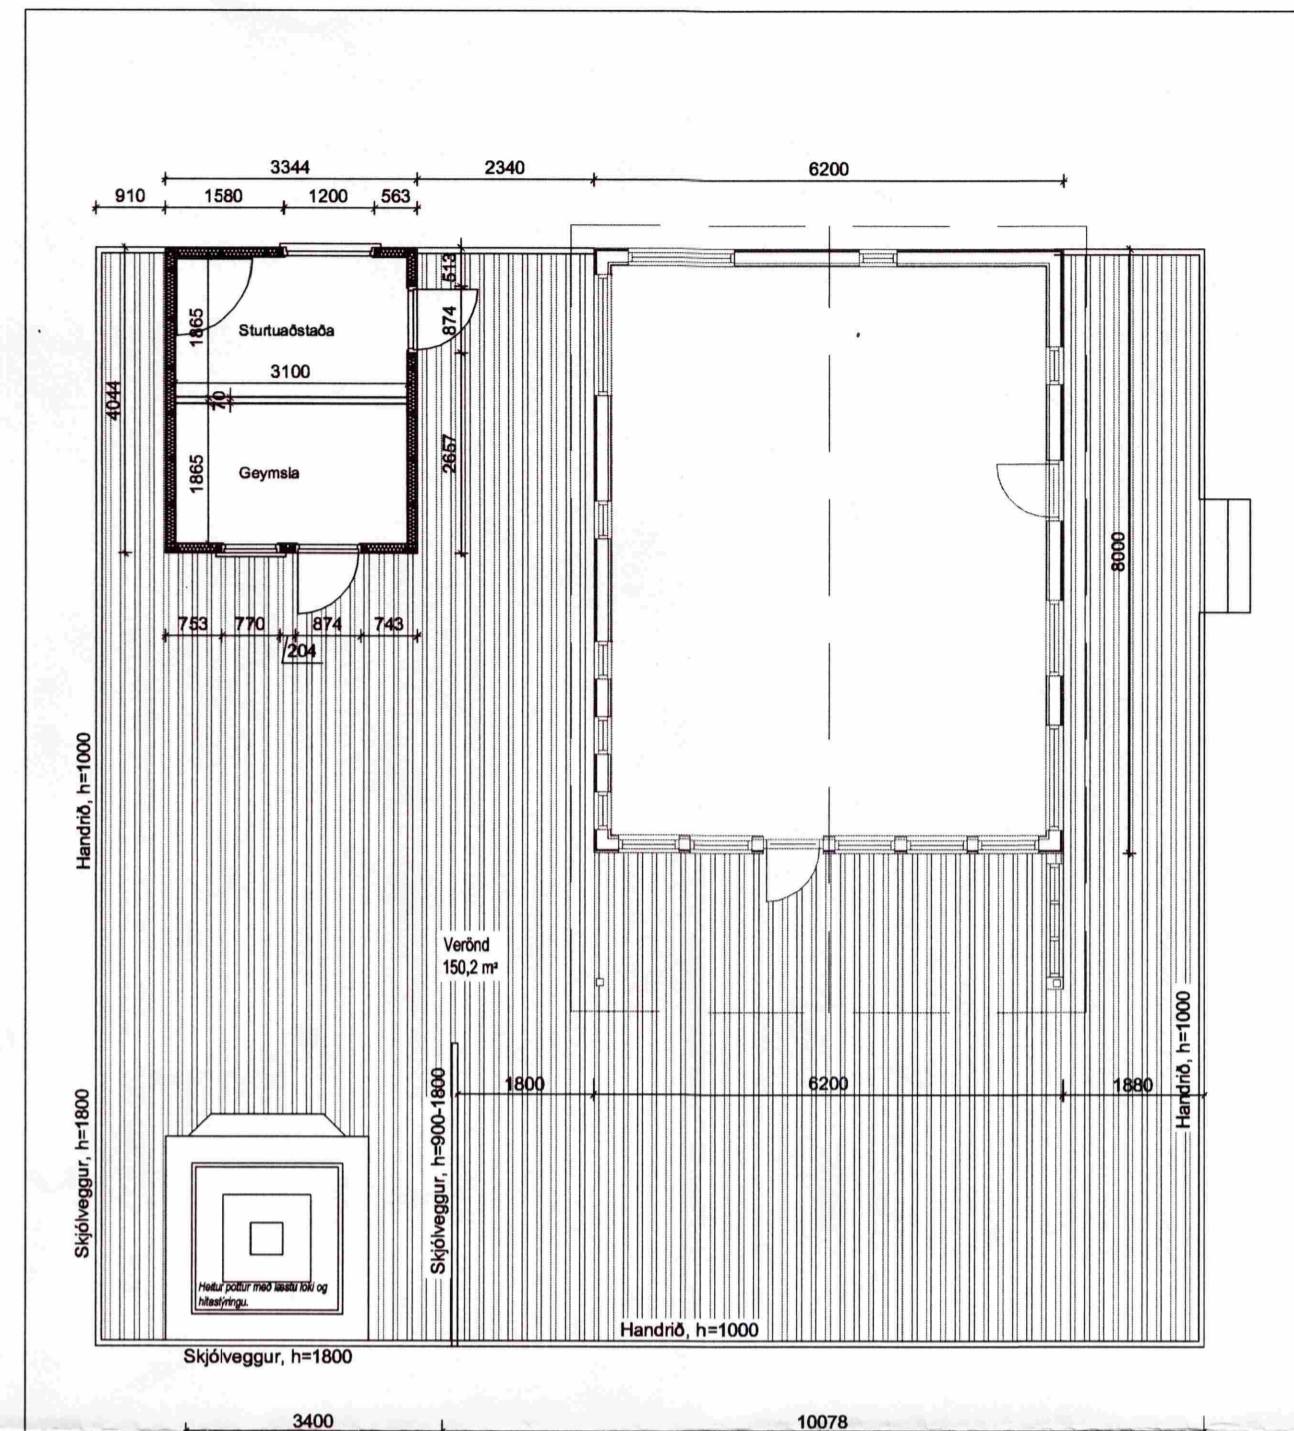 3344
2340
6200
910
1580
1200
563
513
874
1865
Sturtuaðstaða
3100
70
4044
2657
1865
Geymsla
8000
753
770
874
743
204
Handrið, h=1000
Verönd
150,2 m²
1800
6200
1880
Handrið, h=1000
Skjólveggur, h=1800
Skjólveggur, h=900-1800
Heitur pottur með læstu loki og
hitastýringu.
Handrið, h=1000
Skjólveggur, h=1800
3400
10078